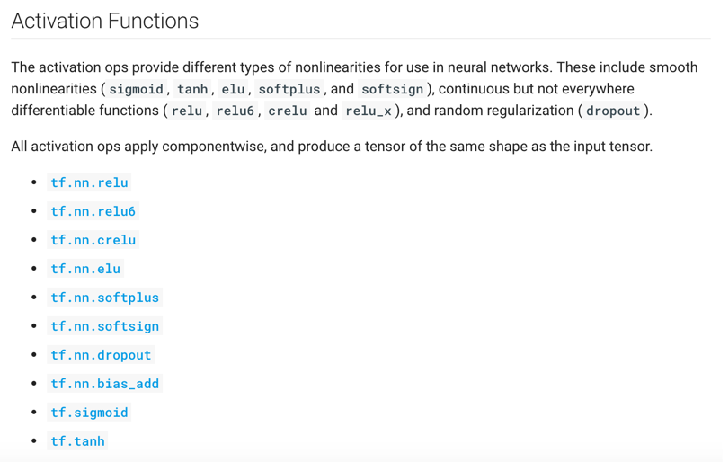 Activation Functions
The activation ops provide different types of nonlinearities for use in neural networks. These include smooth
nonlinearities ( sigmoid , tanh , elu , softplus , and softsign ), continuous but not everywhere
differentiable functions ( relu , relu6 , crelu and relu_x ), and random regularization ( dropout ).
All activation ops apply componentwise, and produce a tensor of the same shape as the input tensor.
• tf.nn.relu
• tf.nn.relu6
• tf.nn.crelu
• tf.nn.elu
• tf.nn.softplus
• tf.nn.softsign
• tf.nn.dropout
• tf.nn.bias_add
• tf.sigmoid
• tf.tanh